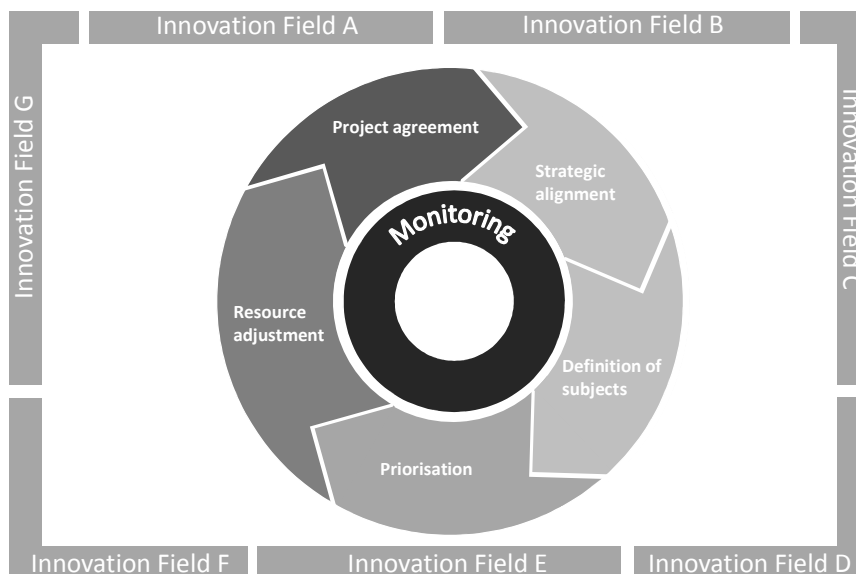 Innovation Field A
Innovation Field B
Innovation Field G
Innovation Field C
Project agreement
Strategic
alignment
Monitoring
Resource
adjustment
Definition of
subjects
Priorisation
Innovation Field F
Innovation Field E
Innovation Field D